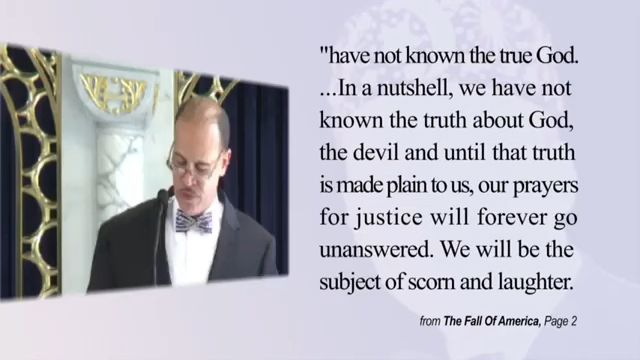 "have not known the true God.
...In a nutshell, we have not
known the truth about God,
the devil and until that truth
is made plain to us, our prayers
for justice will forever go
unanswered. We will be the
subject of scorn and laughter.
from The Fall Of America, Page 2